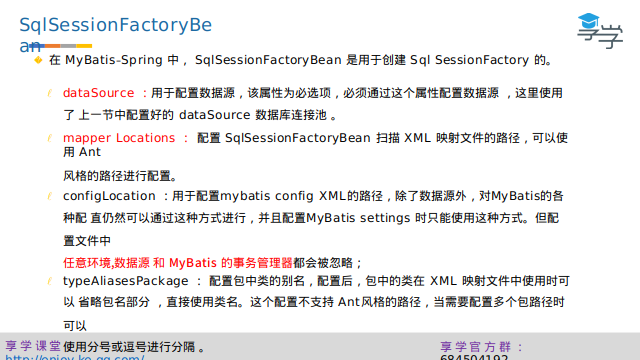 SqlSessionFactoryBe
an
享学
在 MyBatis-Spring 中， SqlSessionFactoryBean 是用于创建 Sql SessionFactory 的。
dataSource ：用于配置数据源，该属性为必选项，必须通过这个属性配置数据源 ，这里使用
了 上一节中配置好的 dataSource 数据库连接池 。
mapper Locations ： 配置 SqlSessionFactoryBean 扫描 XML 映射文件的路径，可以使
用 Ant
风格的路径进行配置。
configLocation ：用于配置mybatis config XML的路径，除了数据源外，对MyBatis的各
种配 直仍然可以通过这种方式进行，并且配置MyBatis settings 时只能使用这种方式。但配
置文件中
任意环境,数据源 和 MyBatis 的事务管理器都会被忽略；
typeAliasesPackage ： 配置包中类的别名，配置后，包中的类在 XML 映射文件中使用时可
以 省略包名部分 ，直接使用类名。这个配置不支持 Ant风格的路径，当需要配置多个包路径时
可以
享学课堂 使用分号或逗号进行分隔 。
享学官方群：
http://enjoy.ke.qq.com/
684504192